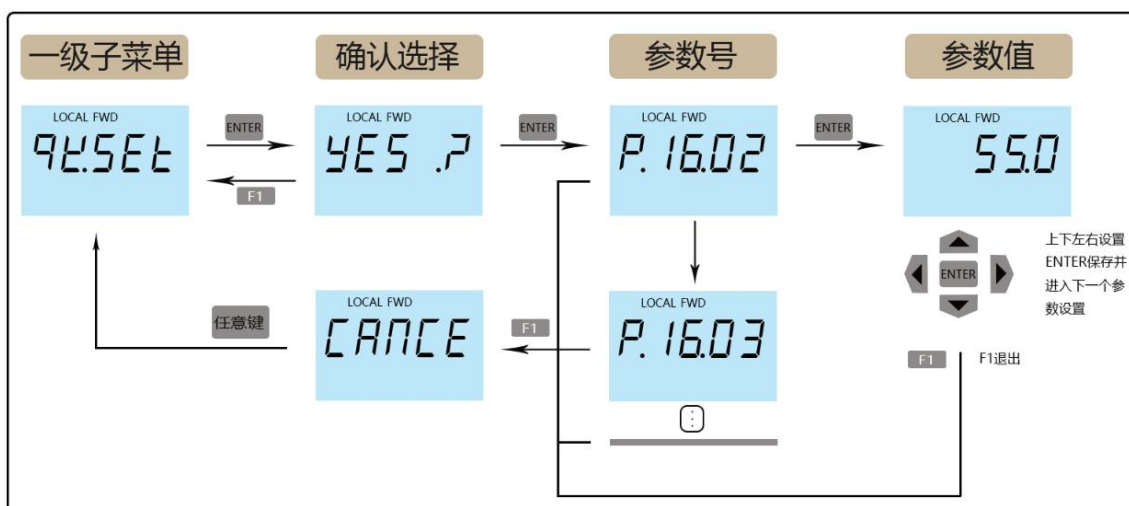 一级子菜单
确认选择
参数号
参数值
LOCAL FWD
qk.SEt
ENTER
F1
LOCAL FWD
YES .?
ENTER
LOCAL FWD
P. 16.02
ENTER
LOCAL FWD
55.0
上下左右设置
ENTER保存并
进入下一个参
数设置
ENTER
F1
F1退出
任意键
LOCAL FWD
CANCE
F1
LOCAL FWD
P. 16.03